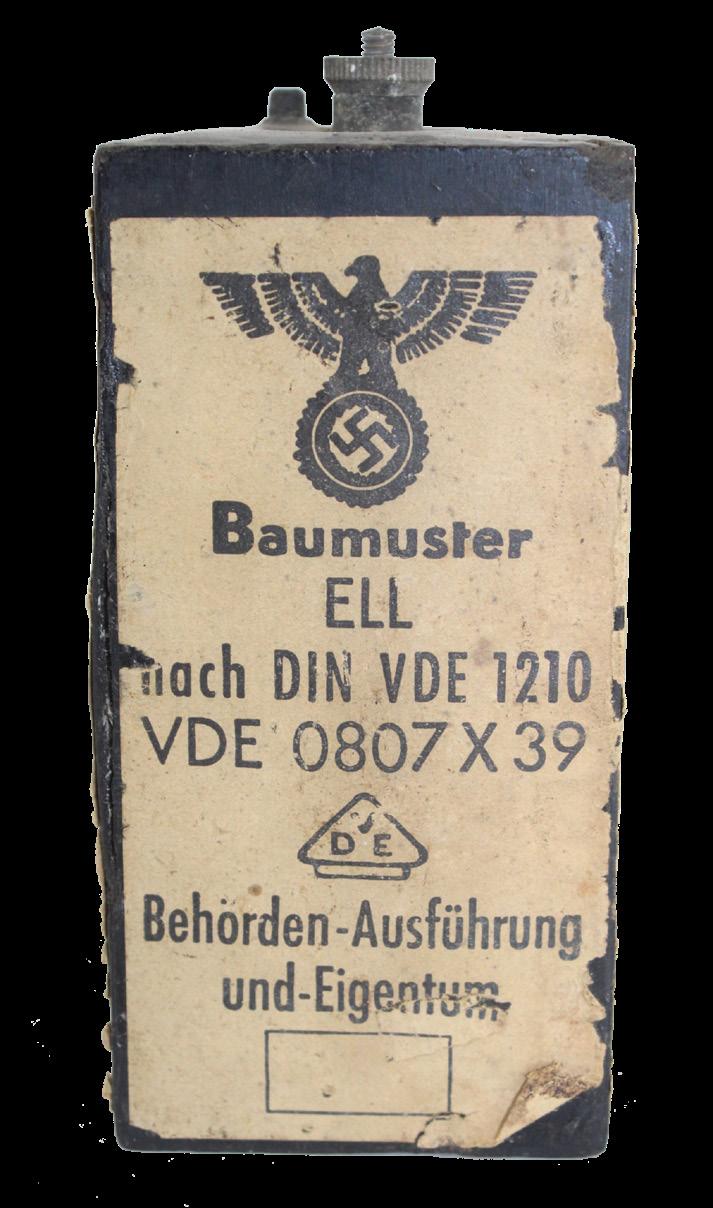 Baumuster
ELL
nach DIN VDE 1210
VDE 0807 X 39
V
D E
Behörden-Ausführung
und-Eigentum